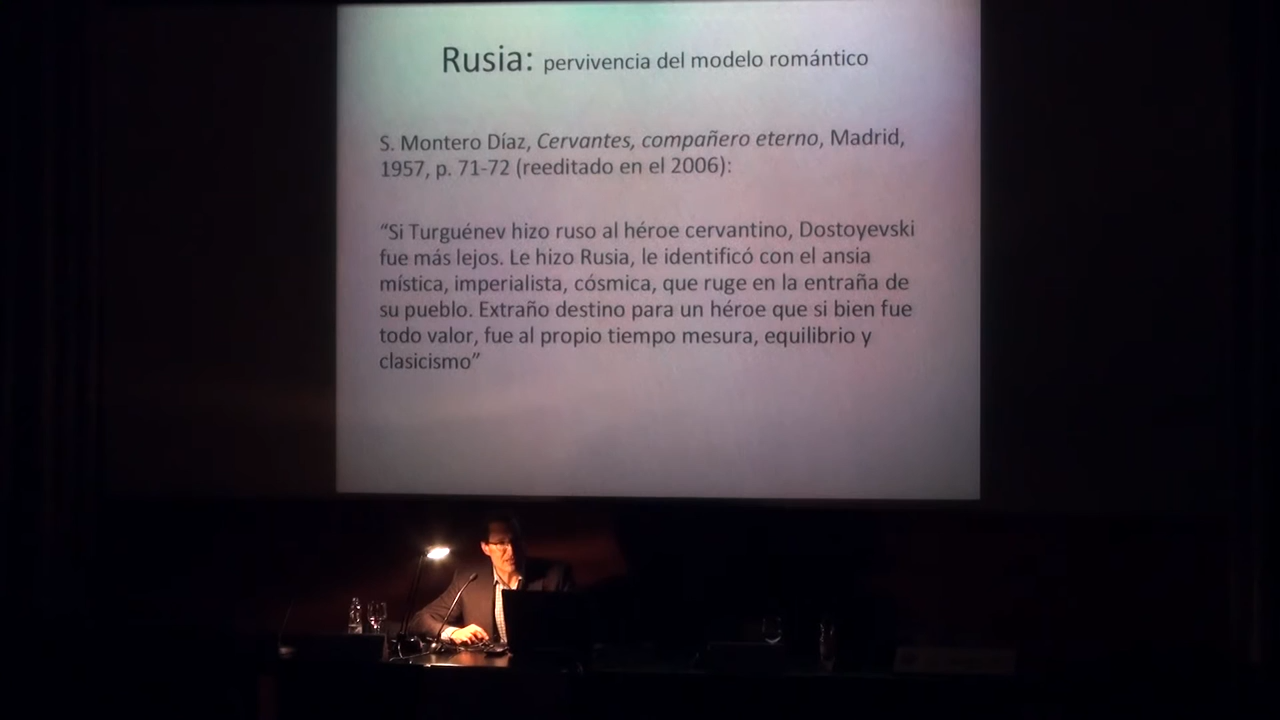 Rusia: pervivencia del modelo romántico
S. Montero Díaz, Cervantes, compañero eterno, Madrid,
1957, p. 71-72 (reeditado en el 2006):
“Si Turguénev hizo ruso al héroe cervantino, Dostoyevski
fue más lejos. Le hizo Rusia, le identificó con el ansia
mística, imperialista, cósmica, que ruge en la entraña de
su pueblo. Extraño destino para un héroe que si bien fue
todo valor, fue al propio tiempo mesura, equilibrio y
clasicismo”